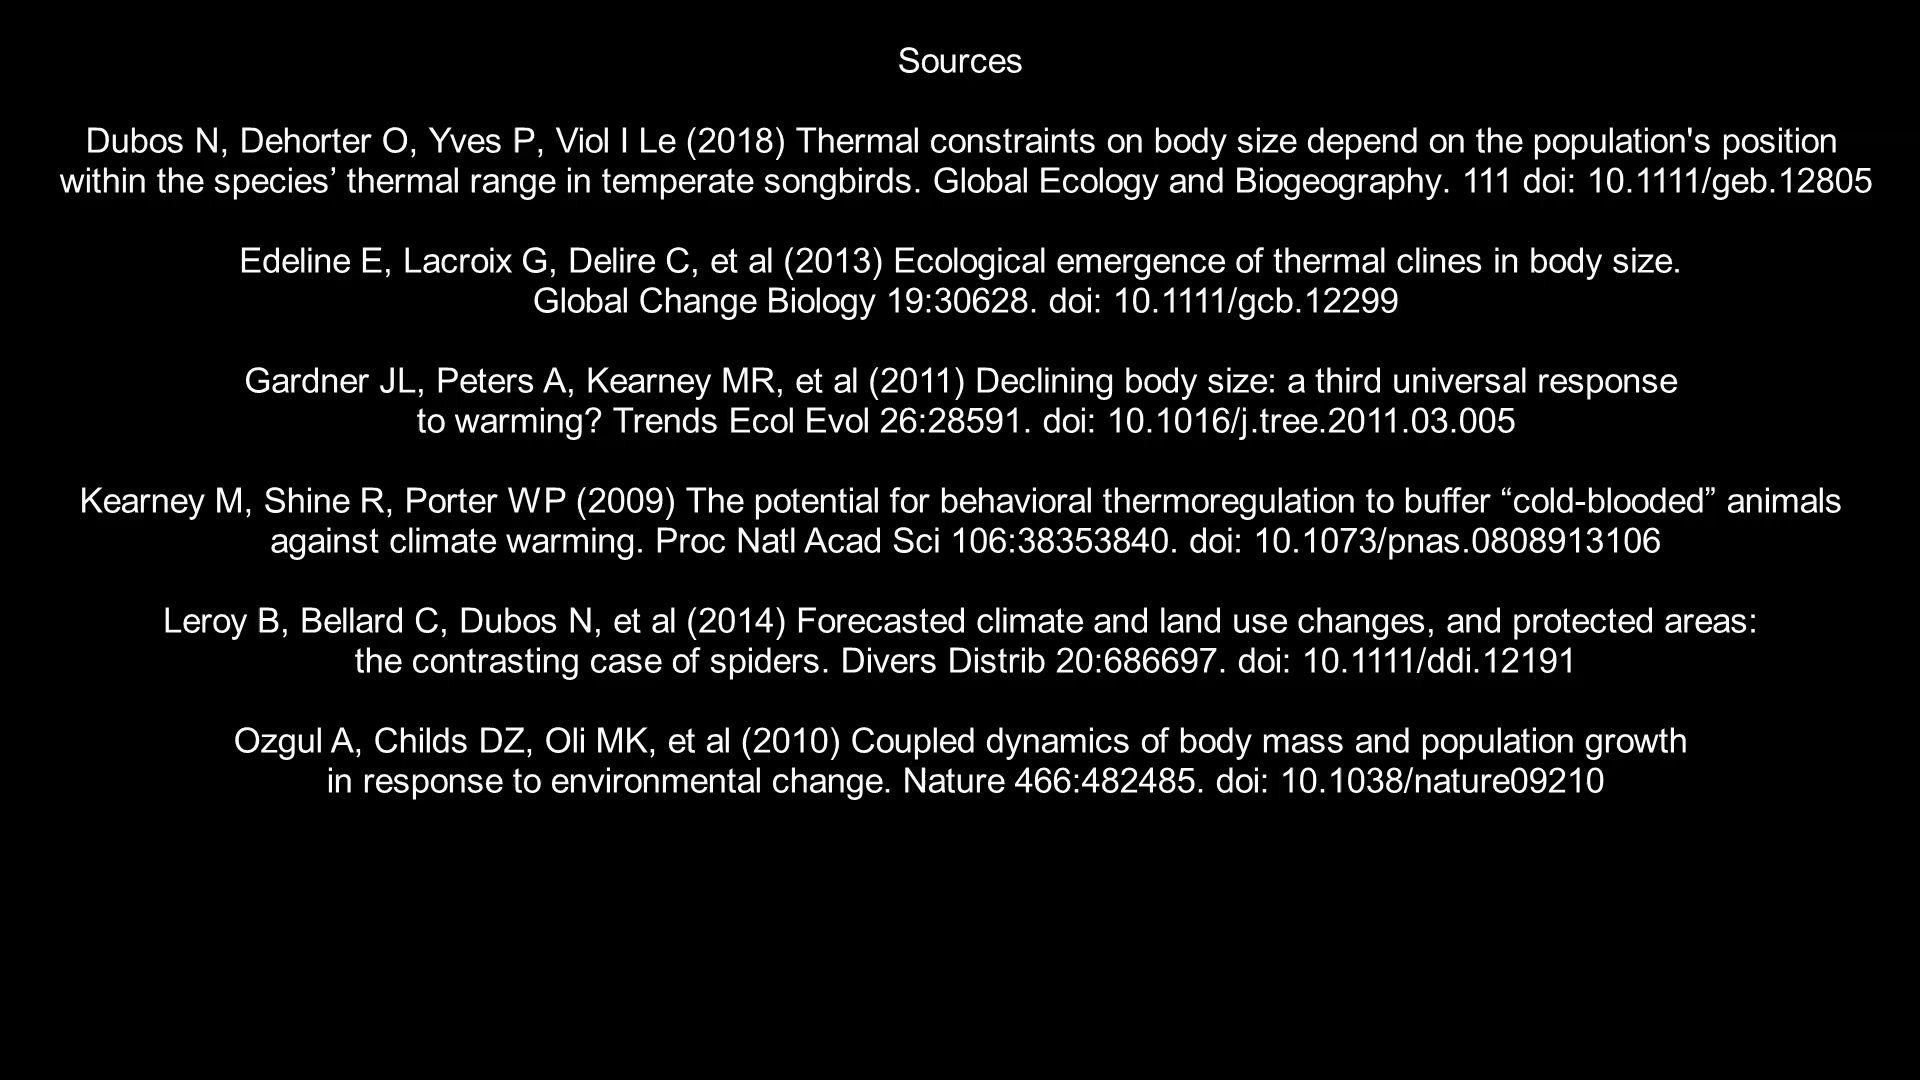 Sources
Dubos N, Dehorter O, Yves P, Viol I Le (2018) Thermal constraints on body size depend on the population's position
within the species’ thermal range in temperate songbirds. Global Ecology and Biogeography. 111 doi: 10.1111/geb.12805
Edeline E, Lacroix G, Delire C, et al (2013) Ecological emergence of thermal clines in body size.
Global Change Biology 19:30628. doi: 10.1111/gcb.12299
Gardner JL, Peters A, Kearney MR, et al (2011) Declining body size: a third universal response
to warming? Trends Ecol Evol 26:28591. doi: 10.1016/j.tree.2011.03.005
Kearney M, Shine R, Porter WP (2009) The potential for behavioral thermoregulation to buffer “cold-blooded” animals
against climate warming. Proc Natl Acad Sci 106:38353840. doi: 10.1073/pnas.0808913106
Leroy B, Bellard C, Dubos N, et al (2014) Forecasted climate and land use changes, and protected areas:
the contrasting case of spiders. Divers Distrib 20:686697. doi: 10.1111/ddi.12191
Ozgul A, Childs DZ, Oli MK, et al (2010) Coupled dynamics of body mass and population growth
in response to environmental change. Nature 466:482485. doi: 10.1038/nature09210